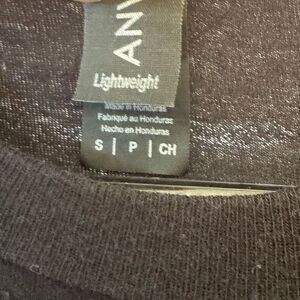 ANV
Lightweight
Made in Honduras
Fabriqué au Honduras
Hecho en Honduras
S | P | CH